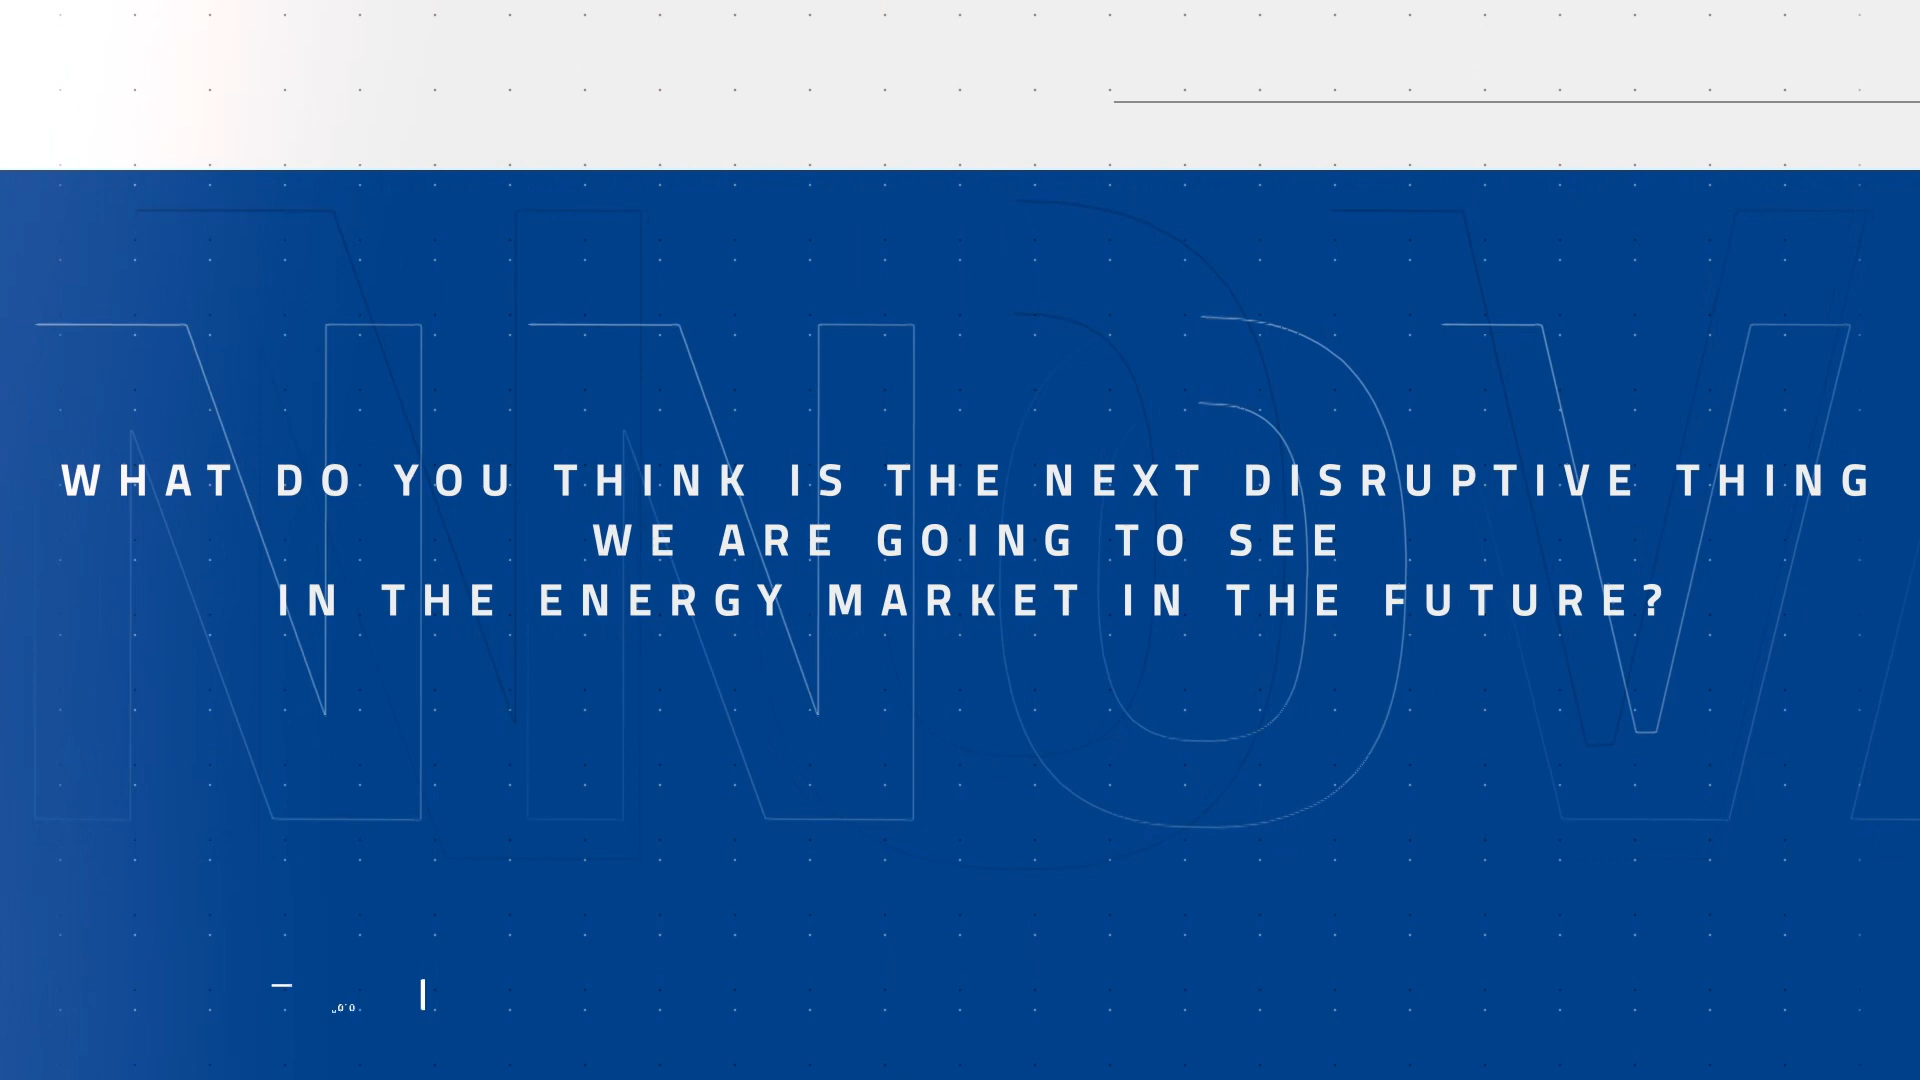 WHAT DO YOU THINK IS THE NEXT DISRUPTIVE THING
WE ARE GOING TO SEE
IN THE ENERGY MARKET IN THE FUTURE?
NNOV